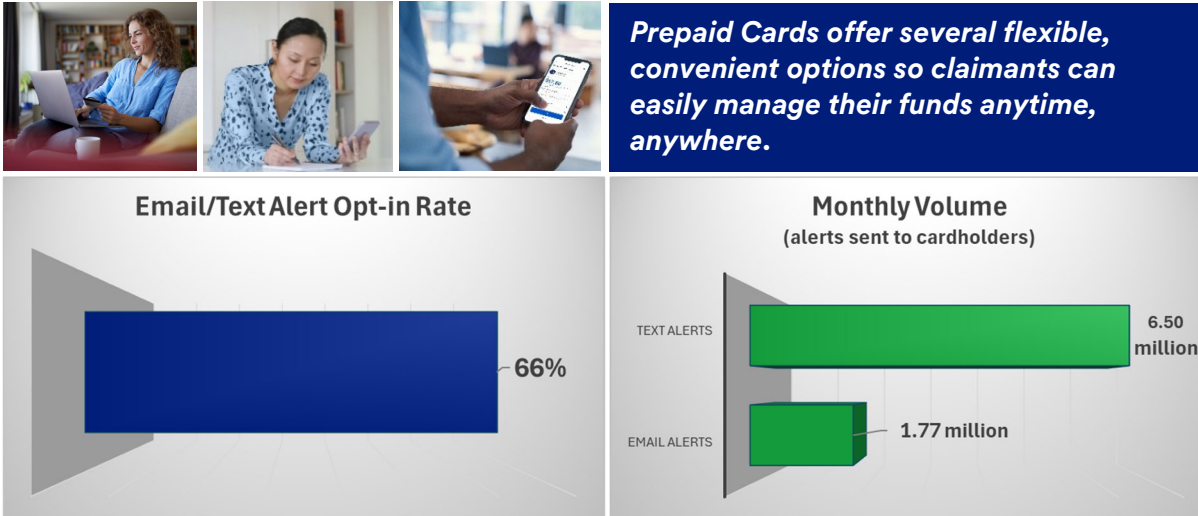 Prepaid Cards offer several flexible,
convenient options so claimants can
easily manage their funds anytime,
anywhere.
Email/Text Alert Opt-in Rate
66%
Monthly Volume
(alerts sent to cardholders)
TEXT ALERTS
6.50
million
EMAIL ALERTS
1.77 million